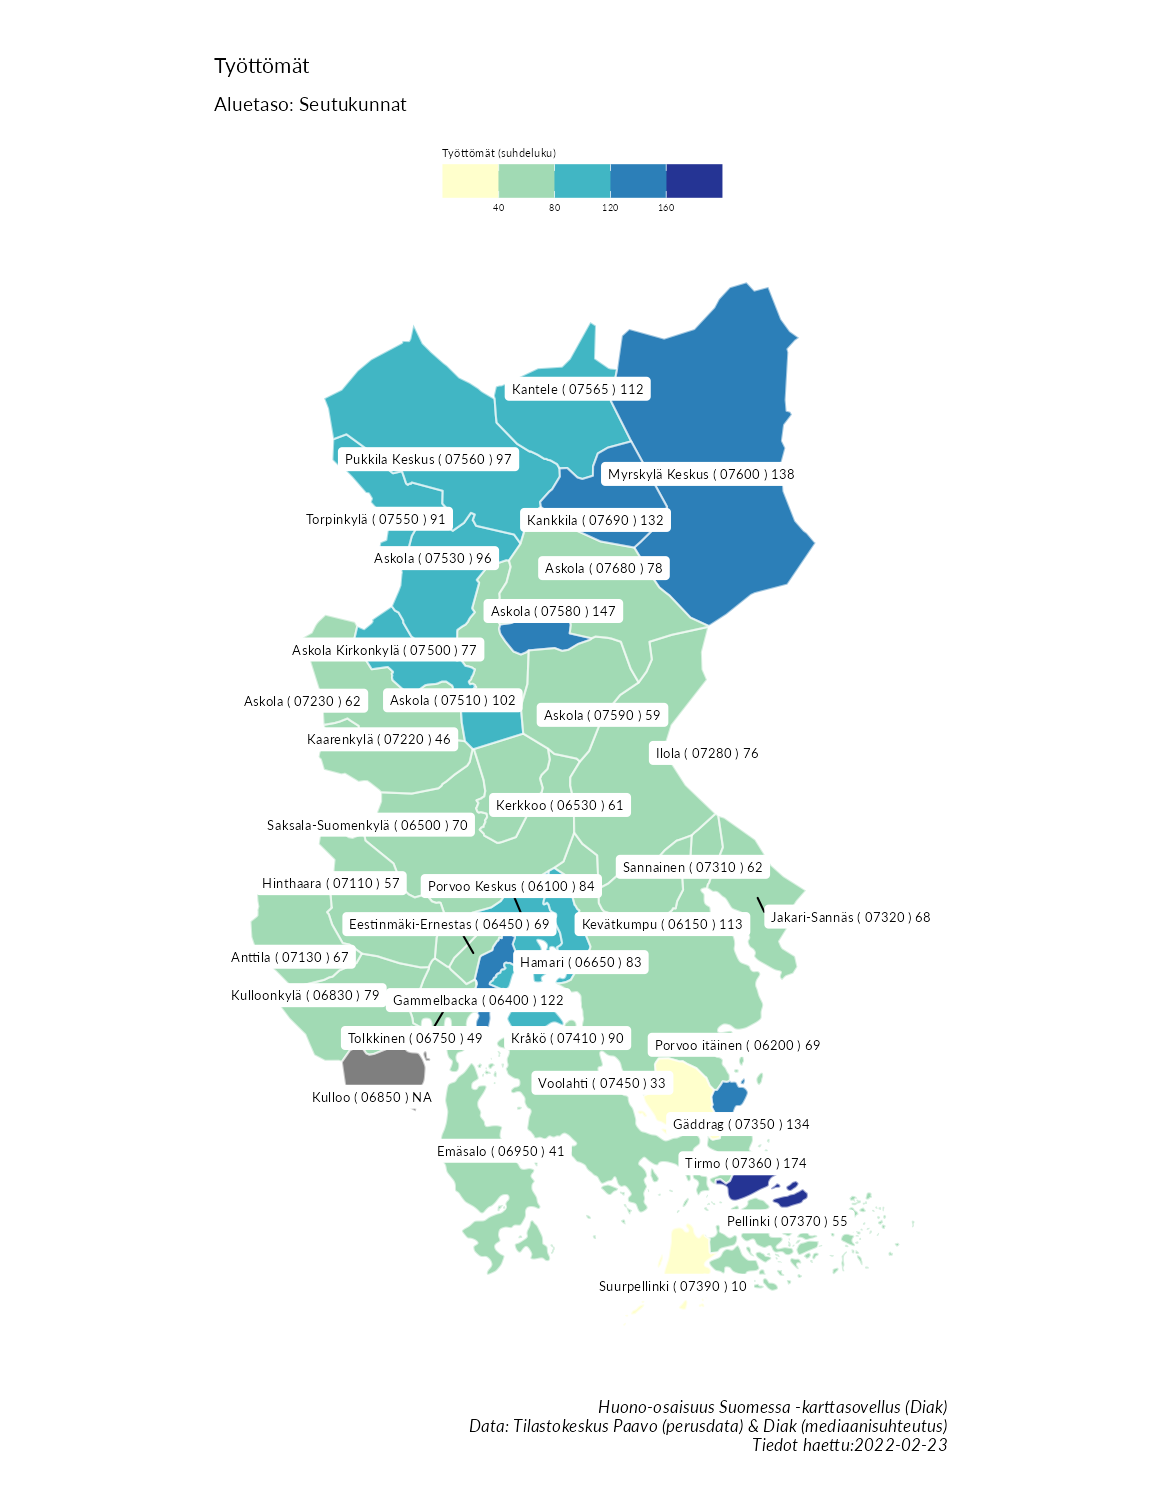 Työttömät
Aluetaso: Seutukunnat
Työttömät (suhdeluku)
40 80 120 160
Kantele ( 07565 ) 112
Pukkila Keskus ( 07560 ) 97
Myrskylä Keskus ( 07600 ) 138
Torpinkylä ( 07550 ) 91
Kankkila ( 07690 ) 132
Askola ( 07530 ) 96
Askola ( 07680 ) 78
Askola ( 07580 ) 147
Askola Kirkonkylä ( 07500 ) 77
Askola ( 07230 ) 62
Askola ( 07510 ) 102
Askola ( 07590 ) 59
Kaarenkylä ( 07220 ) 46
Ilola ( 07280 ) 76
Kerkkoo ( 06530 ) 61
Saksala-Suomenkylä ( 06500 ) 70
Sannainen ( 07310 ) 62
Hinthaara ( 07110 ) 57
Porvoo Keskus ( 06100 ) 84
Jakari-Sannäs ( 07320 ) 68
Eestinmäki-Ernestas ( 06450 ) 69
Kevätkumpu ( 06150 ) 113
Anttila ( 07130 ) 67
Hamari ( 06650 ) 83
Kulloonkylä ( 06830 ) 79
Gammelbacka ( 06400 ) 122
Tolkkinen ( 06750 ) 49
Kråkö ( 07410 ) 90
Porvoo itäinen ( 06200 ) 69
Voolahti ( 07450 ) 33
Kulloo ( 06850 ) NA
Gäddrag ( 07350 ) 134
Emäsalo ( 06950 ) 41
Tirmo ( 07360 ) 174
Pellinki ( 07370 ) 55
Suurpellinki ( 07390 ) 10
Huono-osaisuus Suomessa -karttasovellus (Diak)
Data: Tilastokeskus Paavo (perusdata) & Diak (mediaanisuhteutus)
Tiedot haettu:2022-02-23